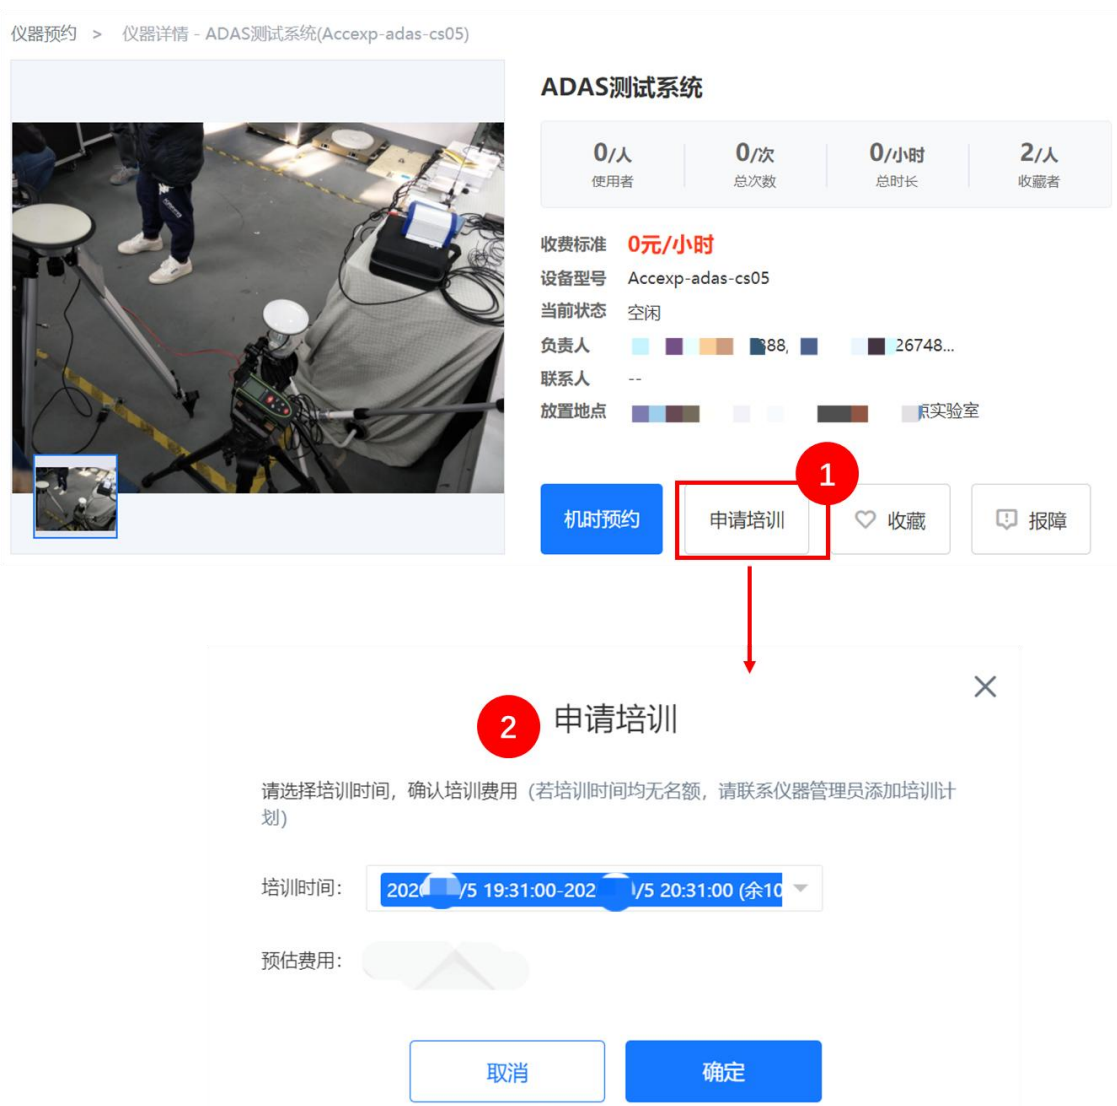 仪器预约 > 仪器详情 - ADAS测试系统(Accexp-adas-cs05)
ADAS测试系统
0/人 0/次 0/小时 2/人
使用者 总次数 总时长 收藏者
收费标准 0元/小时
设备型号 Accexp-adas-cs05
当前状态 空闲
负责人 388, 26748...
联系人 --
放置地点 实验室
1
机时预约 申请培训 收藏 报障
2 申请培训
请选择培训时间，确认培训费用（若培训时间均无名额，请联系仪器管理员添加培训计
划）
培训时间： 202 /5 19:31:00-202 /5 20:31:00 (余10
预估费用：
取消 确定